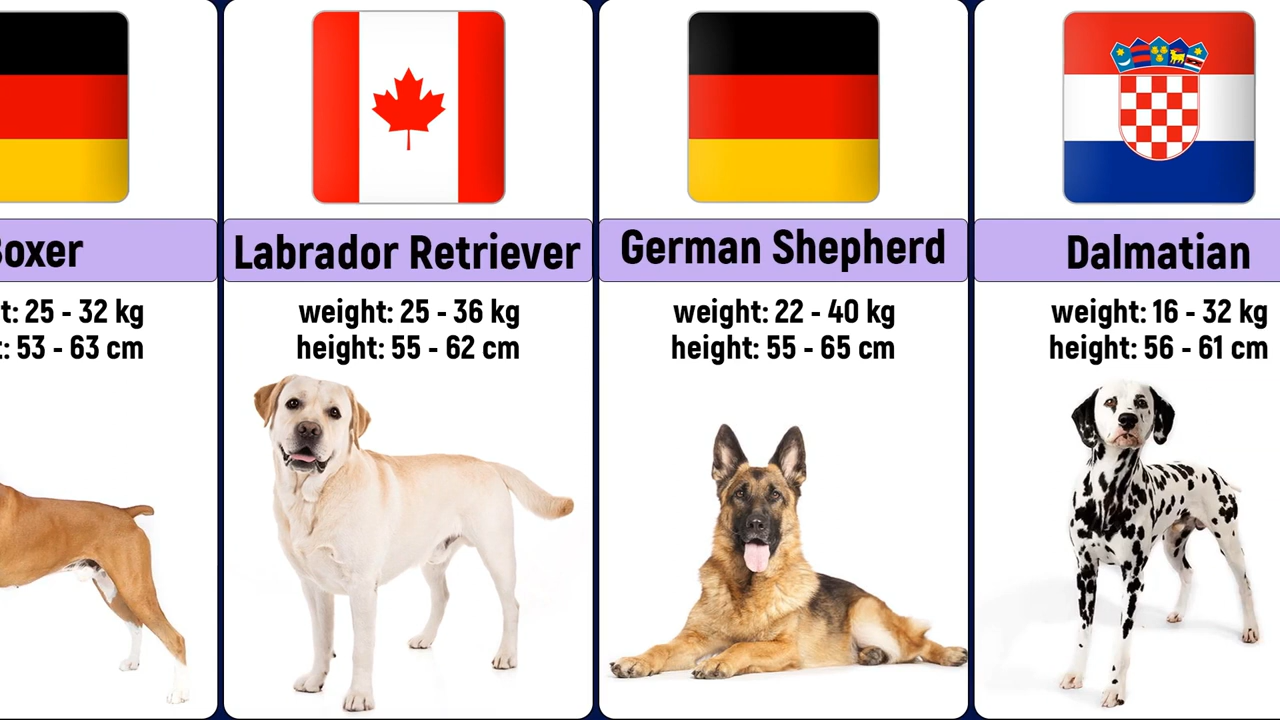 Boxer
t: 25 - 32 kg
: 53 - 63 cm
Labrador Retriever
weight: 25 - 36 kg
height: 55 - 62 cm
German Shepherd
weight: 22 - 40 kg
height: 55 - 65 cm
Dalmatian
weight: 16 - 32 kg
height: 56 - 61 cm